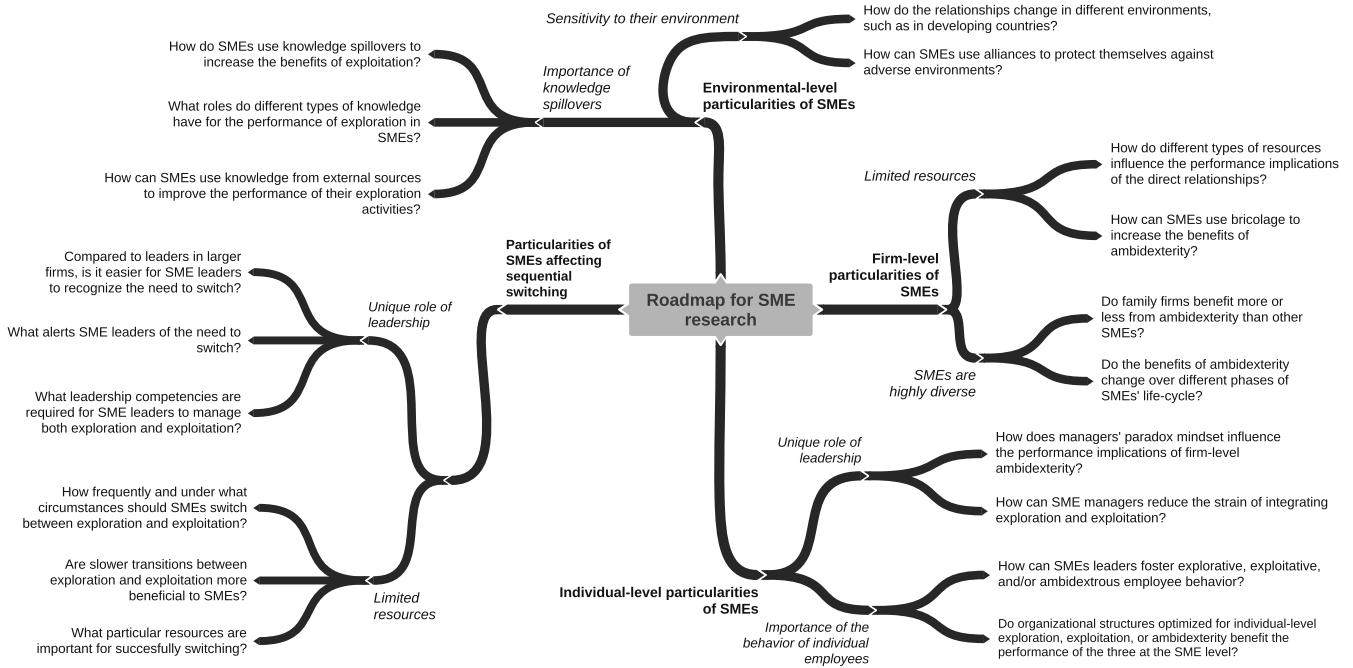 Roadmap for SME
research
Environmental-level
particularities of SMEs
Sensitivity to their environment
How do the relationships change in different environments,
such as in developing countries?
How can SMEs use alliances to protect themselves against
adverse environments?
Importance of
knowledge
spillovers
How do SMEs use knowledge spillovers to
increase the benefits of exploitation?
What roles do different types of knowledge
have for the performance of exploration in
SMEs?
How can SMEs use knowledge from external sources
to improve the performance of their exploration
activities?
Firm-level
particularities of
SMEs
Limited resources
How do different types of resources
influence the performance implications
of the direct relationships?
How can SMEs use bricolage to
increase the benefits of
ambidexterity?
SMEs are
highly diverse
Do family firms benefit more or
less from ambidexterity than other
SMEs?
Do the benefits of ambidexterity
change over different phases of
SMEs' life-cycle?
Particularities of
SMEs affecting
sequential
switching
Unique role of
leadership
Compared to leaders in larger
firms, is it easier for SME leaders
to recognize the need to switch?
What alerts SME leaders of the need to
switch?
What leadership competencies are
required for SME leaders to manage
both exploration and exploitation?
Limited
resources
How frequently and under what
circumstances should SMEs switch
between exploration and exploitation?
Are slower transitions between
exploration and exploitation more
beneficial to SMEs?
What particular resources are
important for succesfully switching?
Individual-level particularities
of SMEs
Unique role of
leadership
How does managers' paradox mindset influence
the performance implications of firm-level
ambidexterity?
How can SME managers reduce the strain of integrating
exploration and exploitation?
Importance of the
behavior of individual
employees
How can SMEs leaders foster explorative, exploitative,
and/or ambidextrous employee behavior?
Do organizational structures optimized for individual-level
exploration, exploitation, or ambidexterity benefit the
performance of the three at the SME level?